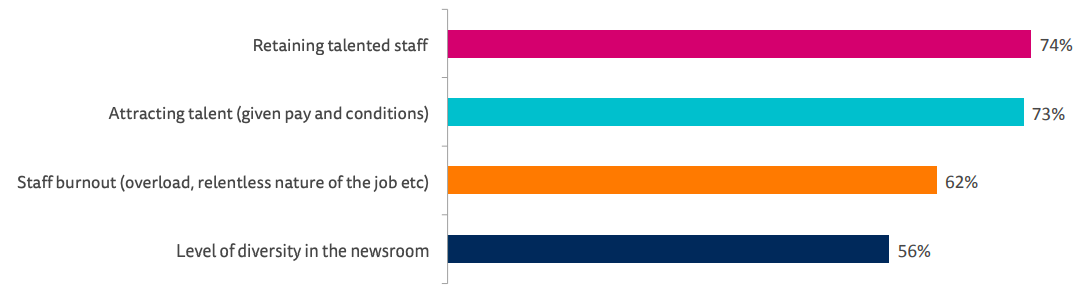 Retaining talented staff 74%
Attracting talent (given pay and conditions) 73%
Staff burnout (overload, relentless nature of the job etc) 62%
Level of diversity in the newsroom 56%